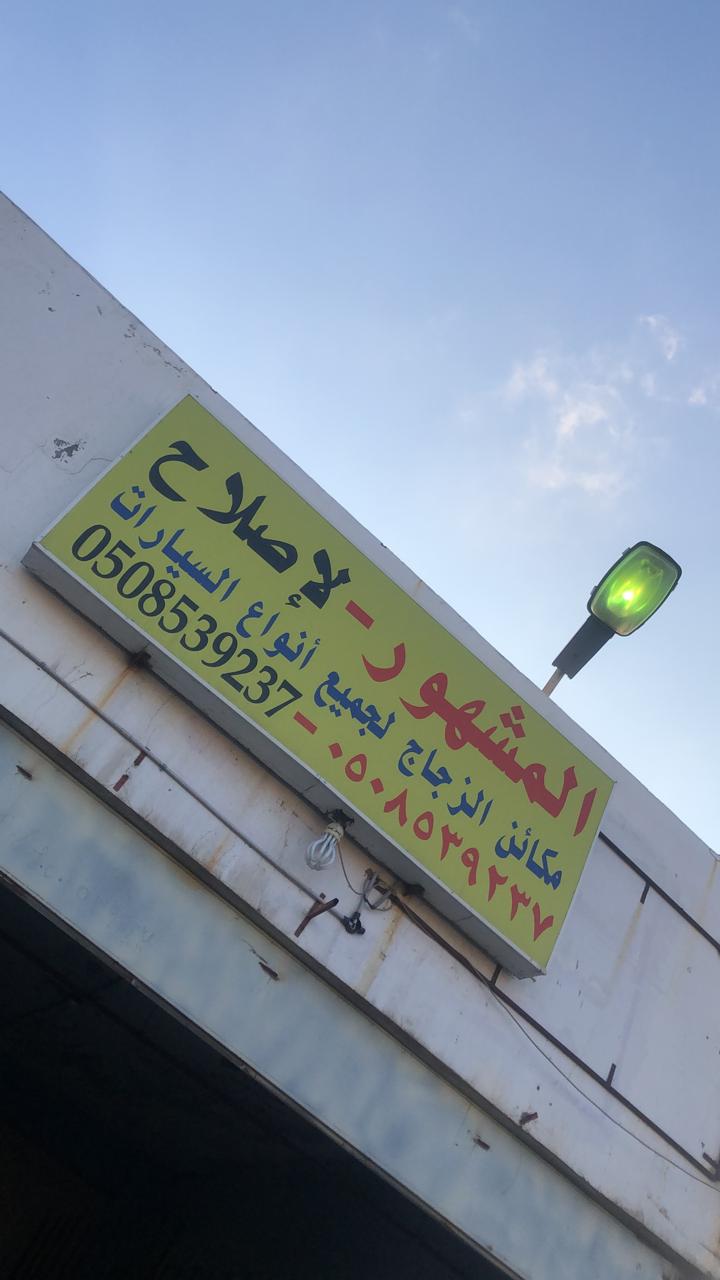 المشهور - لإصلاح
مكائن الزجاج لجميع أنواع السيارات
٠٥٠٨٥٣٩٢٣٧ - 0508539237